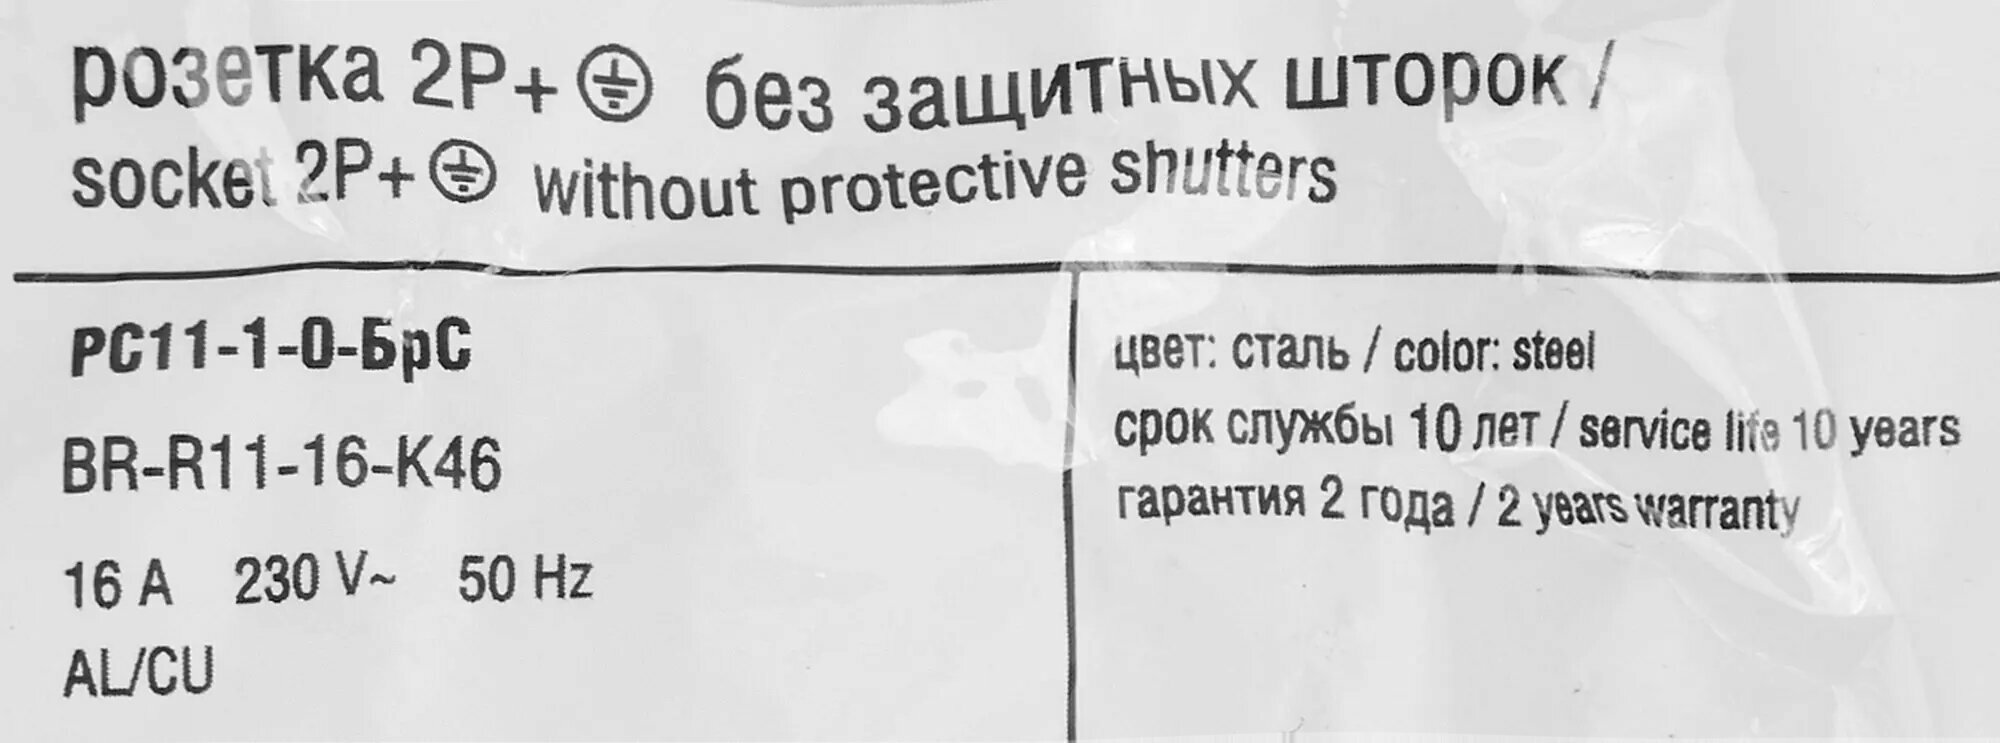 розетка 2P+⏚ без защитных шторок /
socket 2P+⏚ without protective shutters
РС11-1-0-БрС
BR-R11-16-K46
16 A 230 V~ 50 Hz
AL/CU
цвет: сталь / color: steel
срок службы 10 лет / service life 10 years
гарантия 2 года / 2 years warranty